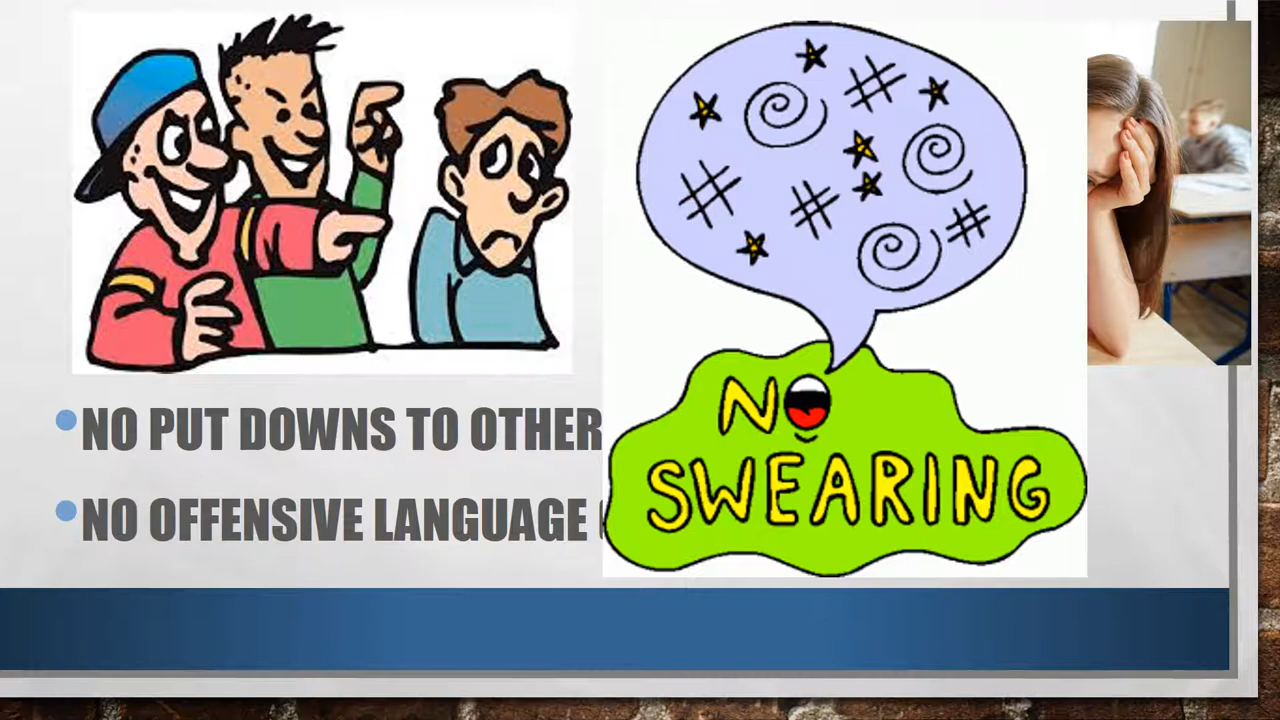 NO
SWEARING
NO PUT DOWNS TO OTHER
NO OFFENSIVE LANGUAGE